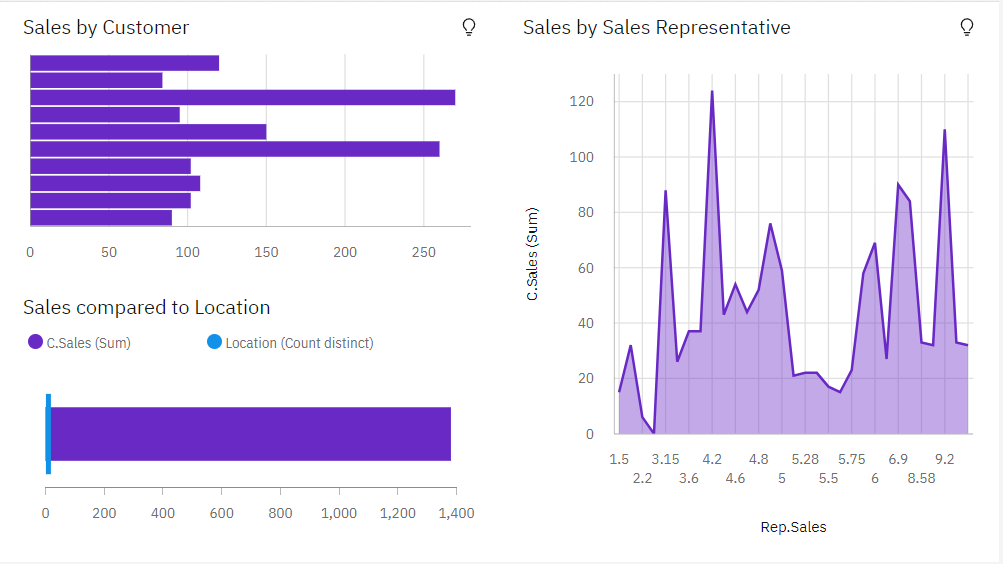 Sales by Customer
0 50 100 150 200 250
Sales compared to Location
C.Sales (Sum) Location (Count distinct)
0 200 400 600 800 1,000 1,200 1,400
Sales by Sales Representative
C.Sales (Sum)
120
100
80
60
40
20
0
1.5 3.15 4.2 4.8 5.28 5.75 6.9 9.2
2.2 3.6 4.6 5 5.5 6 8.58
Rep.Sales